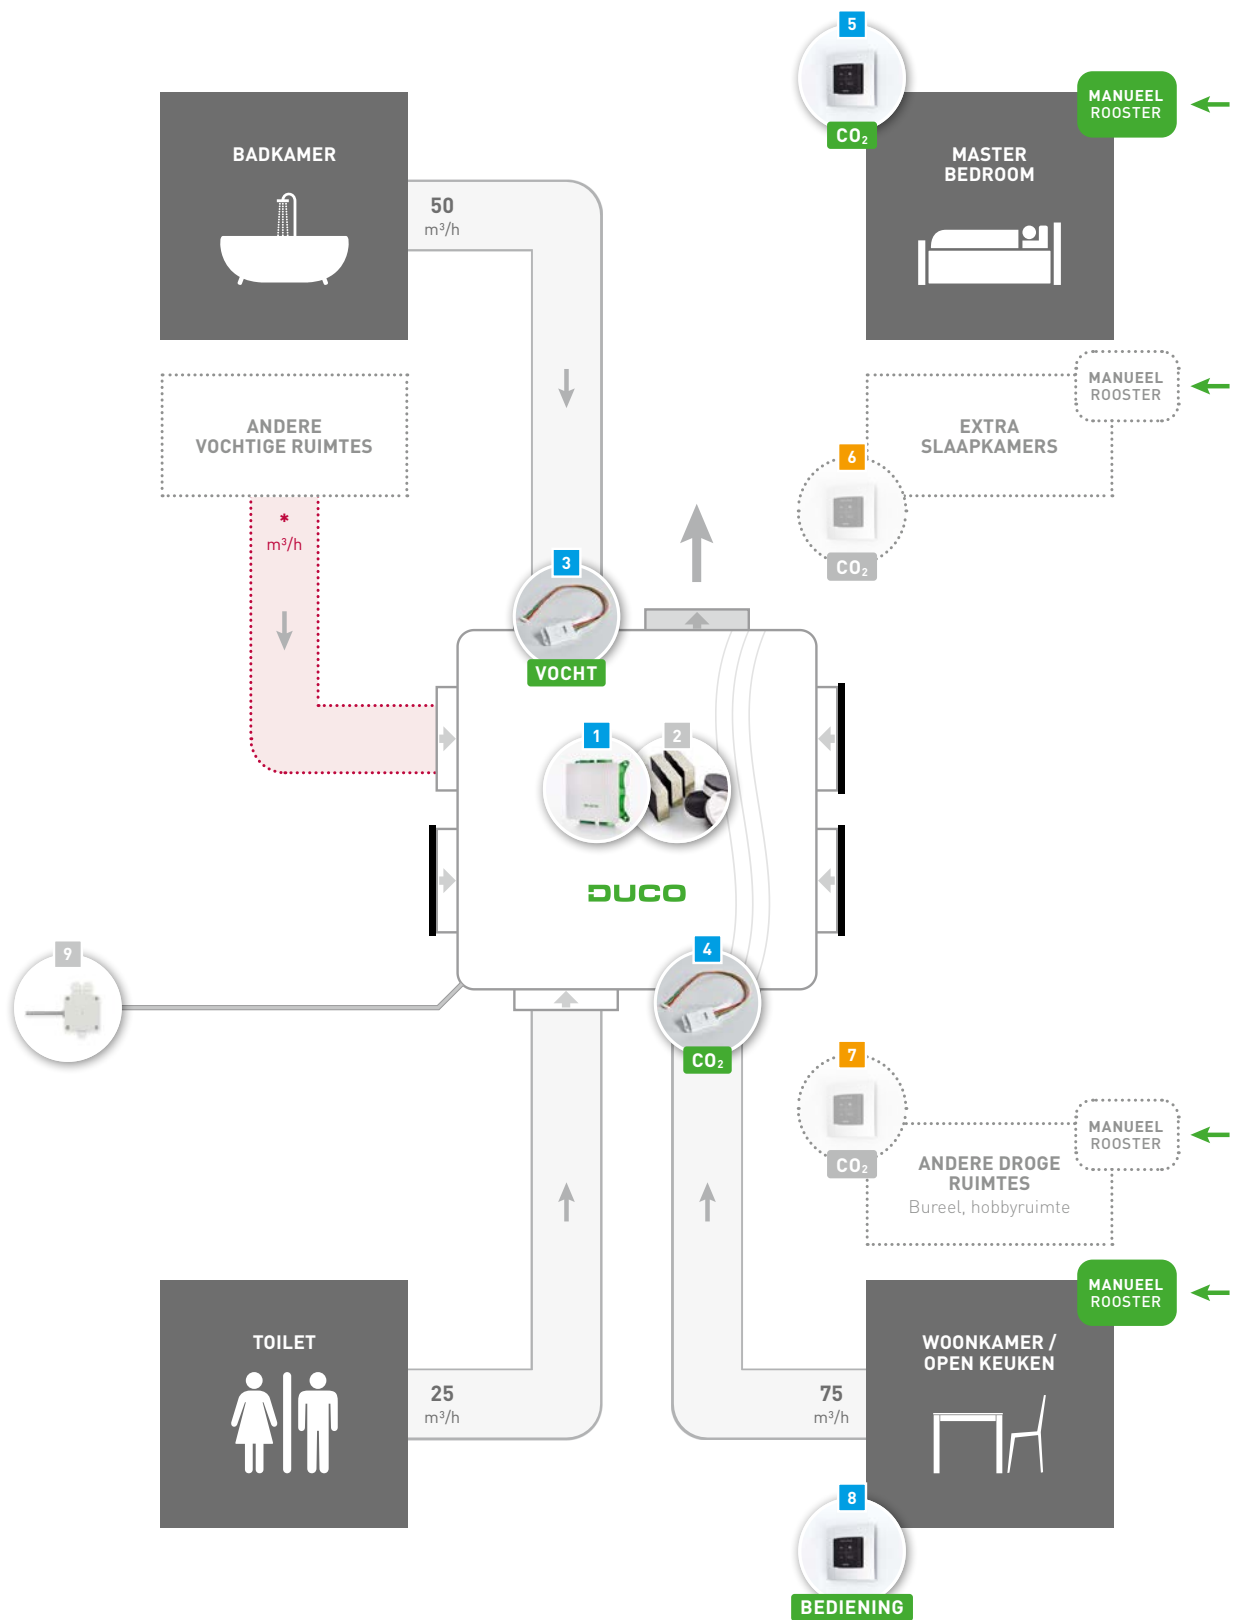 5
CO₂
MANUEEL
ROOSTER
BADKAMER
MASTER
BEDROOM
50
m³/h
ANDERE
VOCHTIGE RUIMTES
MANUEEL
ROOSTER
EXTRA
SLAAPKAMERS
6
CO₂
*
m³/h
3
VOCHT
1
2
DUCO
4
CO₂
9
7
CO₂
MANUEEL
ROOSTER
ANDERE DROGE
RUIMTES
Bureel, hobbyruimte
MANUEEL
ROOSTER
TOILET
WOONKAMER /
OPEN KEUKEN
25
m³/h
75
m³/h
8
BEDIENING